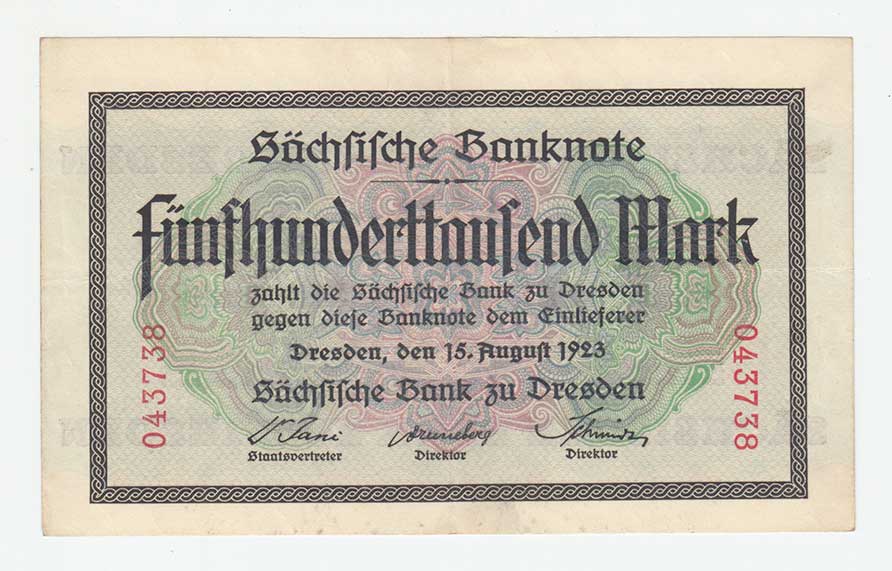 Sächsische Banknote
Fünfhunderttausend Mark
zahlt die Sächsische Bank zu Dresden
gegen diese Banknote dem Einlieferer
Dresden, den 15. August 1923
Sächsische Bank zu Dresden
Staatsvertreter Direktor Direktor
043738
043738